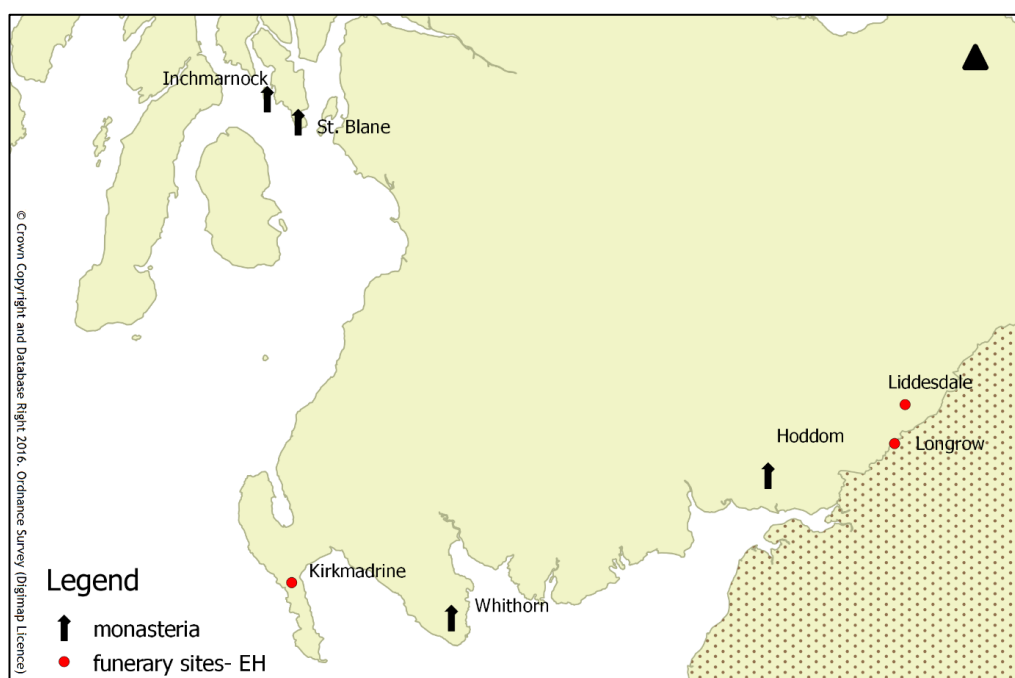 Inchmarnock
St. Blane
Liddesdale
Hoddom
Longrow
Kirkmadrine
Whithorn
Legend
monasteria
funerary sites- EH
© Crown Copyright and Database Right 2016. Ordnance Survey (Digimap Licence)